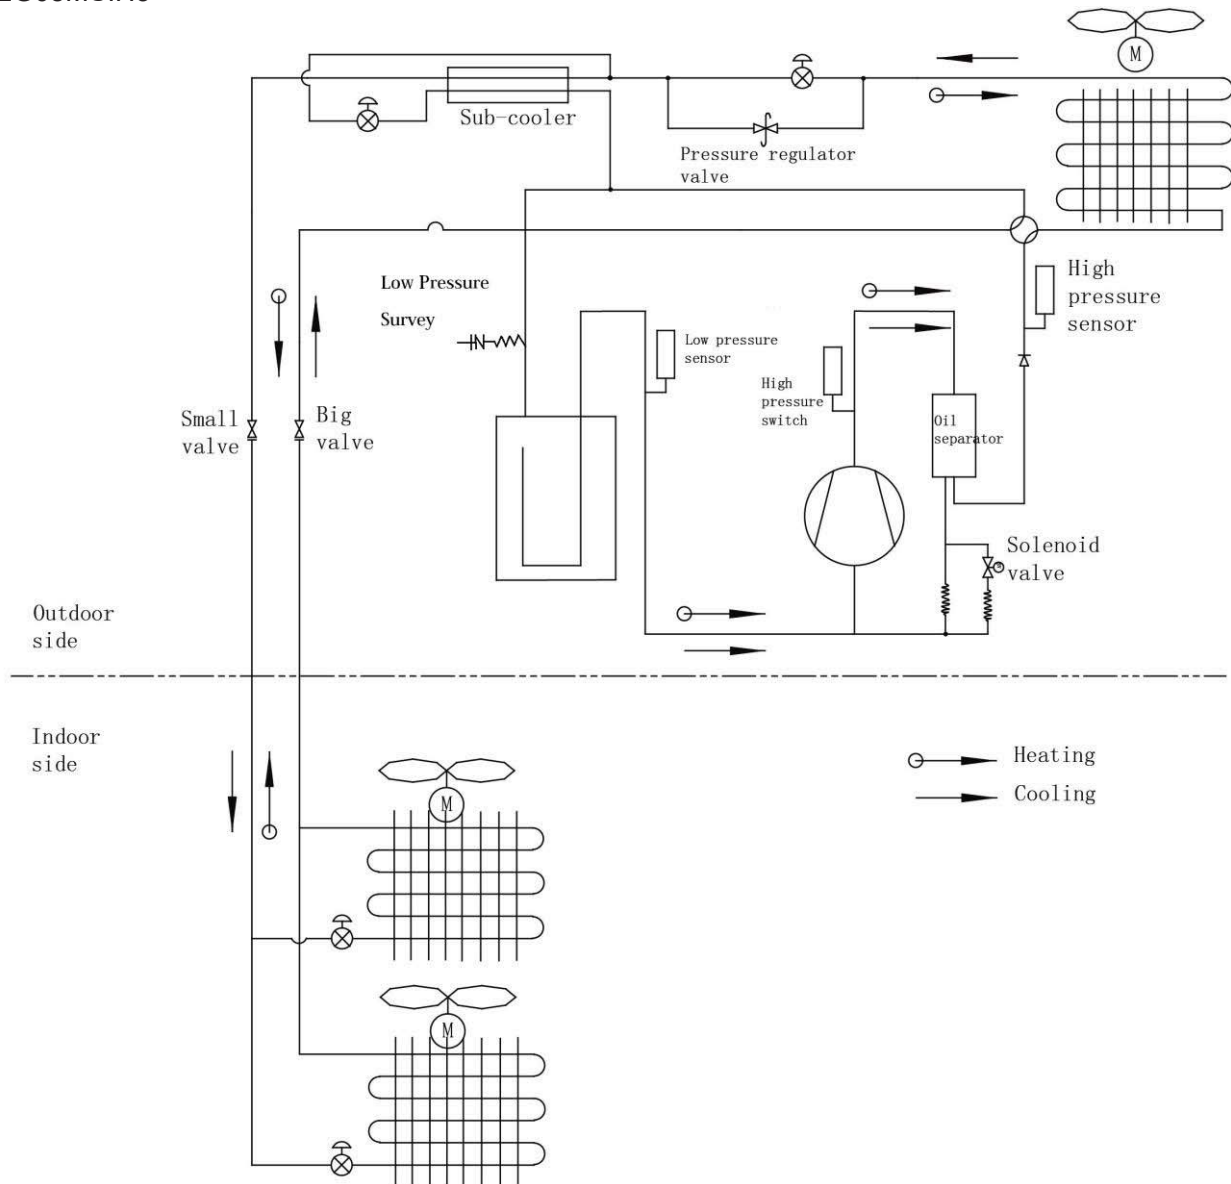 M
Sub-cooler
Pressure regulator
valve
High
pressure
sensor
Low Pressure
Survey
Low pressure
sensor
High
pressure
switch
Oil
separator
Small
valve
Big
valve
Solenoid
valve
Outdoor
side
Indoor
side
Heating
Cooling
M
M